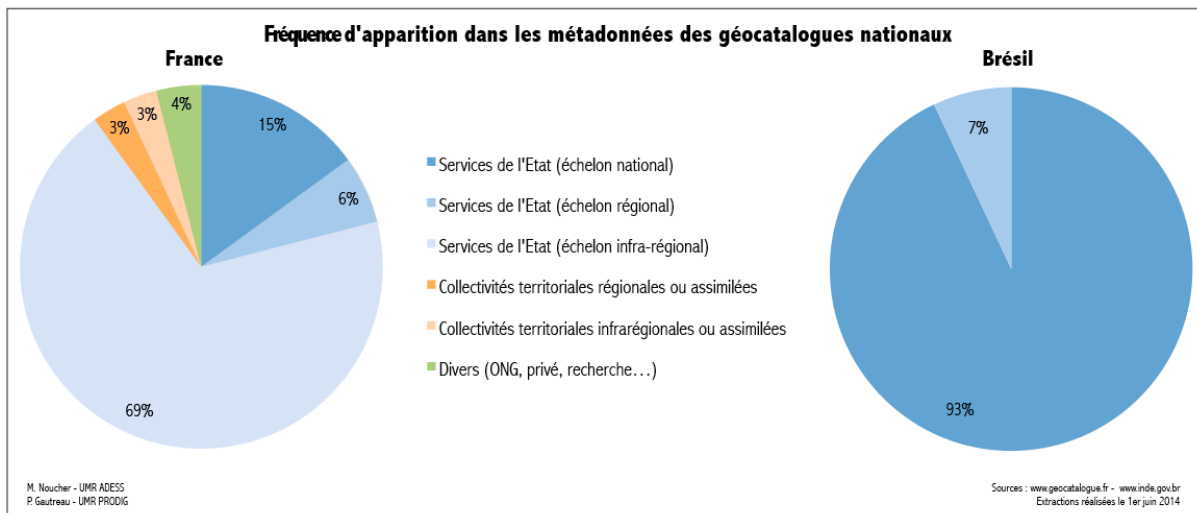 Fréquence d'apparition dans les métadonnées des géocatalogues nationaux
France
Brésil
4%
3%
3%
15%
6%
69%
Services de l'Etat (échelon national)
Services de l'Etat (échelon régional)
Services de l'Etat (échelon infra-régional)
Collectivités territoriales régionales ou assimilées
Collectivités territoriales infrarégionales ou assimilées
Divers (ONG, privé, recherche…)
7%
93%
M. Noucher - UMR ADESS
P. Gautreau - UMR PRODIG
Sources : www.geocatalogue.fr - www.inde.gov.br
Extractions réalisées le 1er juin 2014